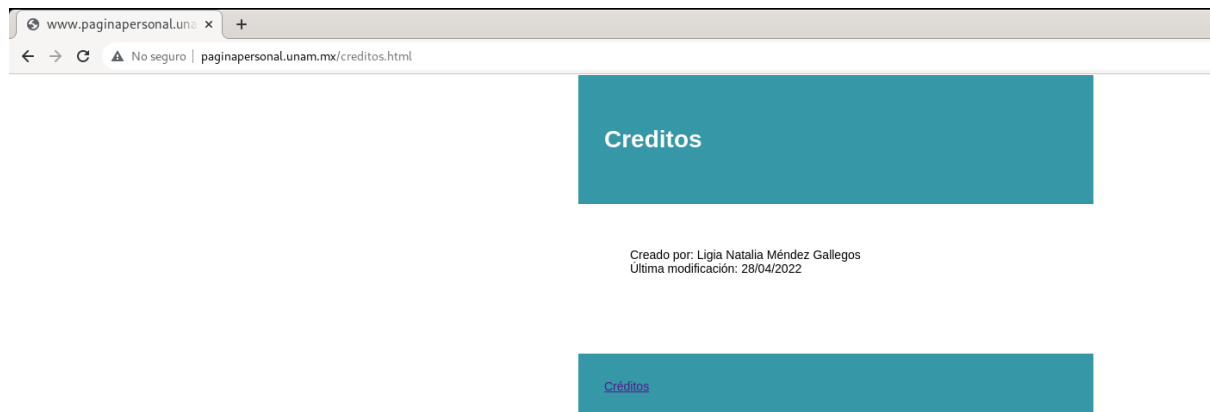 www.paginapersonal.una
No seguro | paginapersonal.unam.mx/creditos.html
Creditos
Creado por: Ligia Natalia Méndez Gallegos
Última modificación: 28/04/2022
Créditos